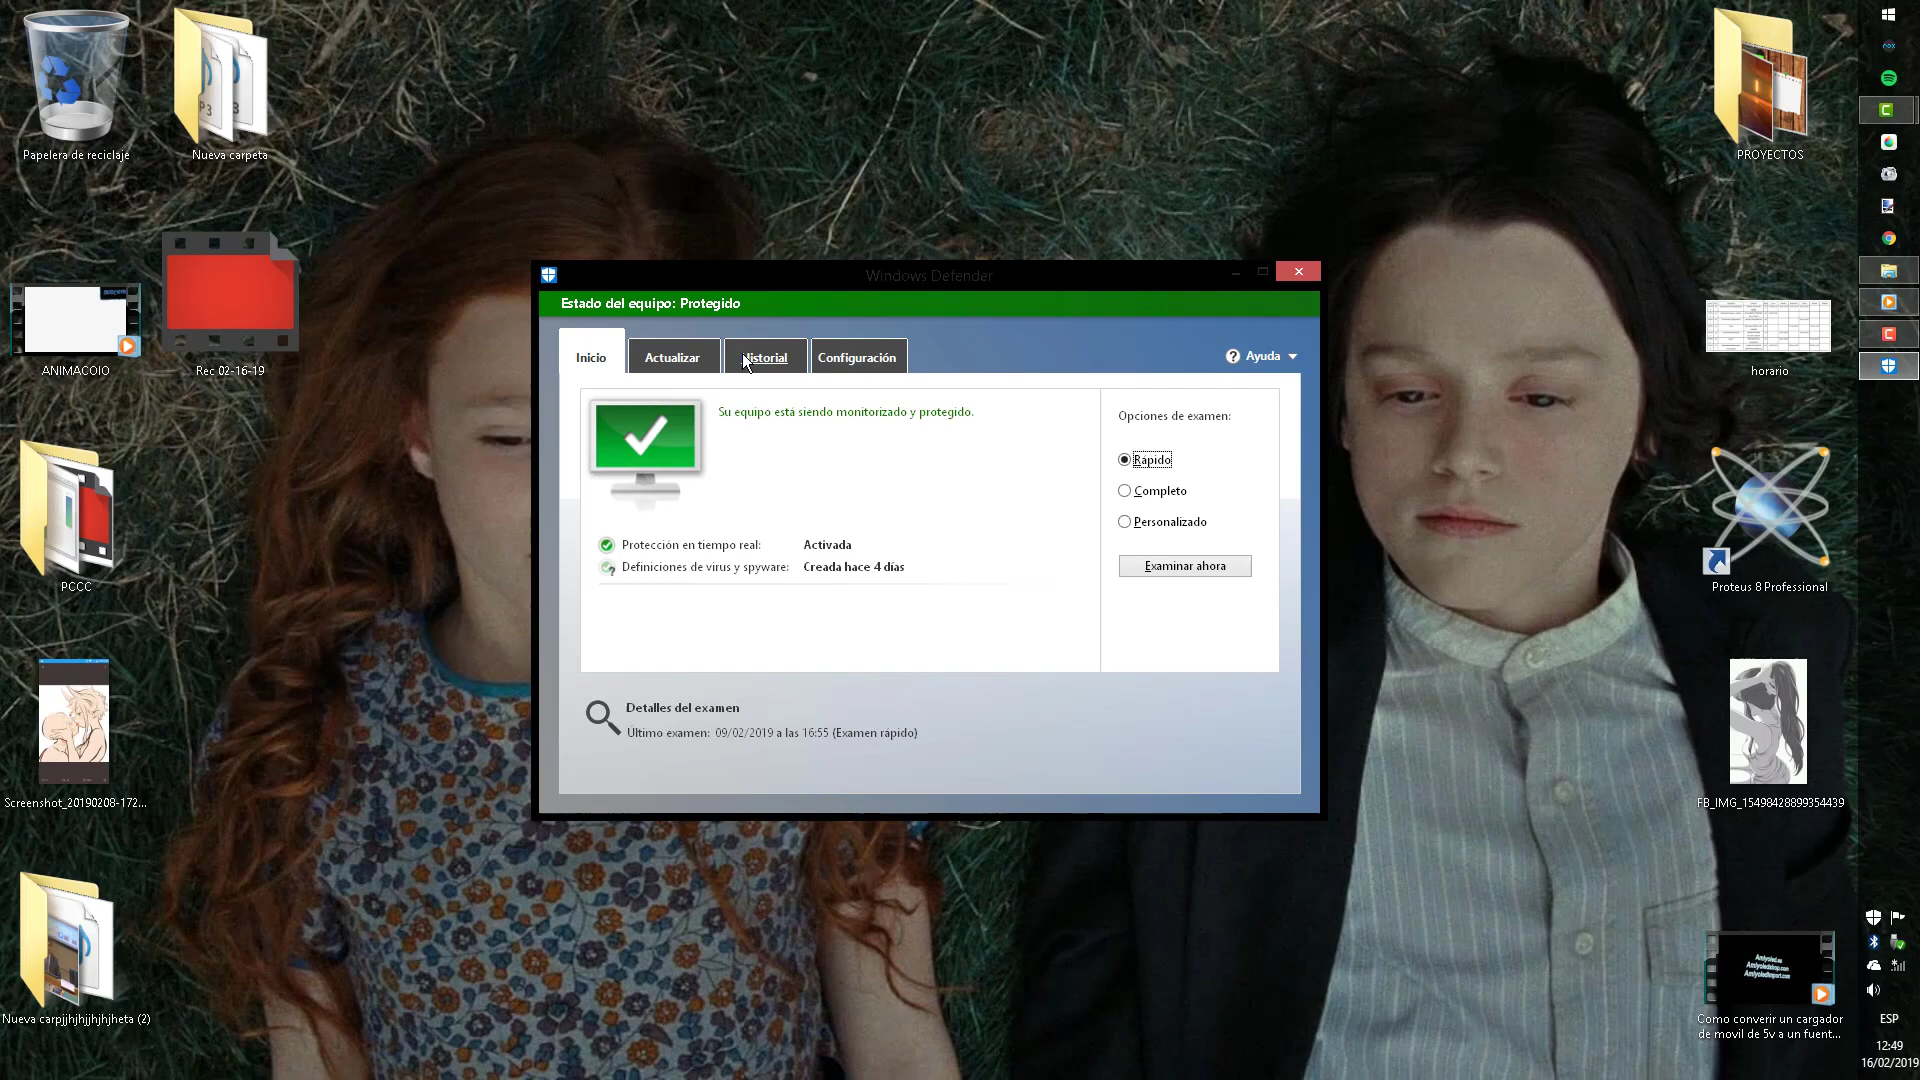 Papelera de reciclaje
Nueva carpeta
PROYECTOS
ANIMACOIO
Rec 02-16-19
horario
PCCC
Proteus 8 Professional
Screenshot_20190208-172...
FB_IMG_15498428899354439
Nueva carpjjhjhjjhjhjheta (2)
Como converir un cargador
de movil de 5v a un fuent...
Windows Defender
Estado del equipo: Protegido
Inicio
Actualizar
Historial
Configuración
Ayuda
Su equipo está siendo monitorizado y protegido.
Protección en tiempo real: Activada
Definiciones de virus y spyware: Creada hace 4 días
Opciones de examen:
Rápido
Completo
Personalizado
Examinar ahora
Detalles del examen
Último examen: 09/02/2019 a las 16:55 (Examen rápido)
ESP
12:49
16/02/2019